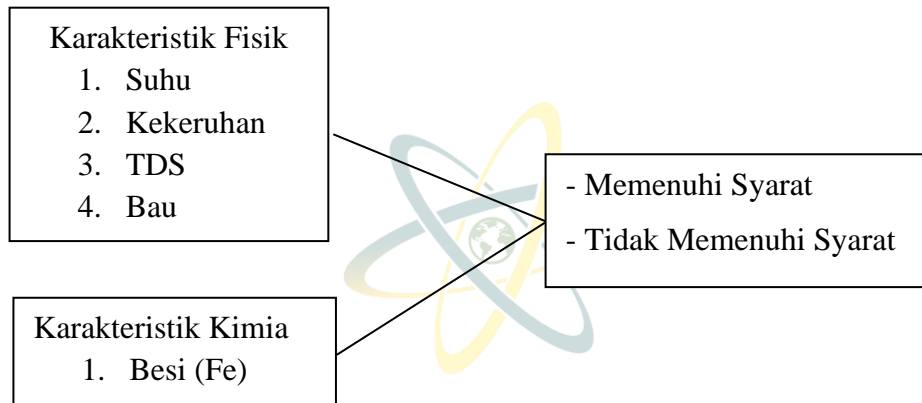 Karakteristik Fisik
1. Suhu
2. Kekeruhan
3. TDS
4. Bau
- Memenuhi Syarat
- Tidak Memenuhi Syarat
Karakteristik Kimia
1. Besi (Fe)